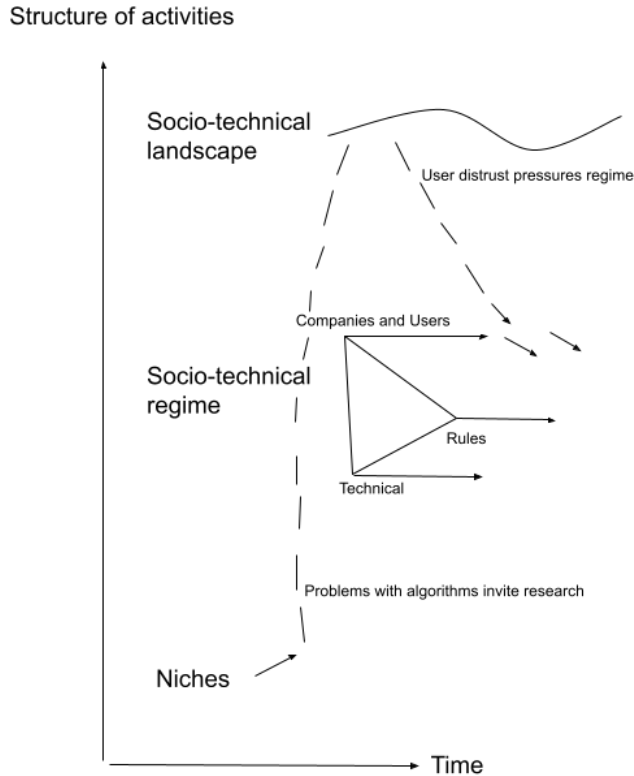 Structure of activities
Socio-technical
landscape
User distrust pressures regime
Companies and Users
Socio-technical
regime
Rules
Technical
Problems with algorithms invite research
Niches
Time